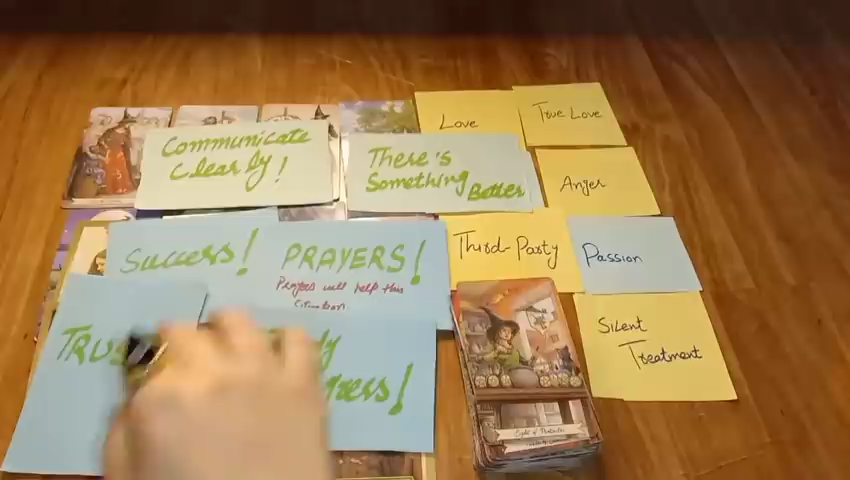 Love
True Love
Communicate
Clearly!
There's
Something
Better
Anger
Success!
PRAYERS!
Prayers will help this
Third-Party
Passion
Silent
Treatment
Eight of Pentacles